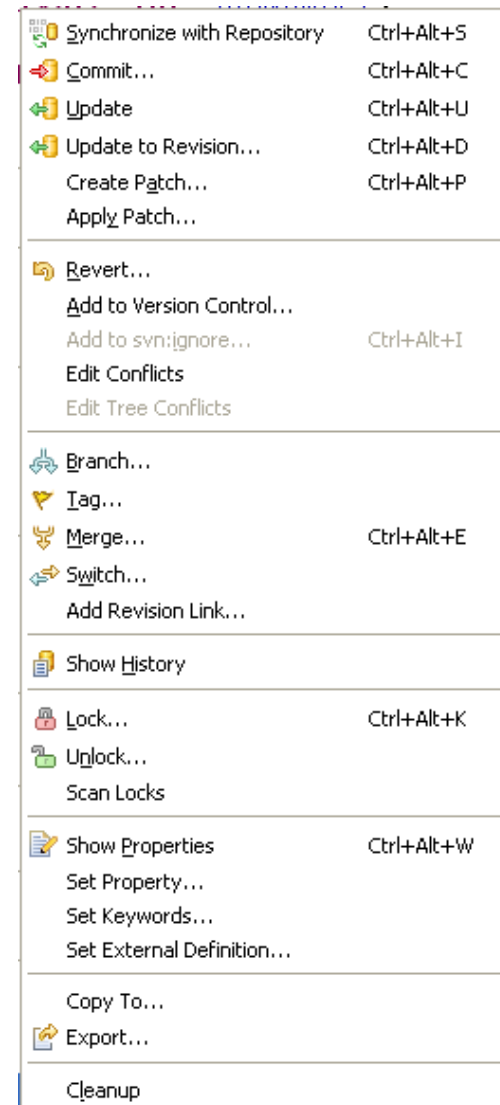 Synchronize with Repository Ctrl+Alt+S
Commit... Ctrl+Alt+C
Update Ctrl+Alt+U
Update to Revision... Ctrl+Alt+D
Create Patch... Ctrl+Alt+P
Apply Patch...
Revert...
Add to Version Control...
Add to svn:ignore... Ctrl+Alt+I
Edit Conflicts
Edit Tree Conflicts
Branch...
Tag...
Merge... Ctrl+Alt+E
Switch...
Add Revision Link...
Show History
Lock... Ctrl+Alt+K
Unlock...
Scan Locks
Show Properties Ctrl+Alt+W
Set Property...
Set Keywords...
Set External Definition...
Copy To...
Export...
Cleanup